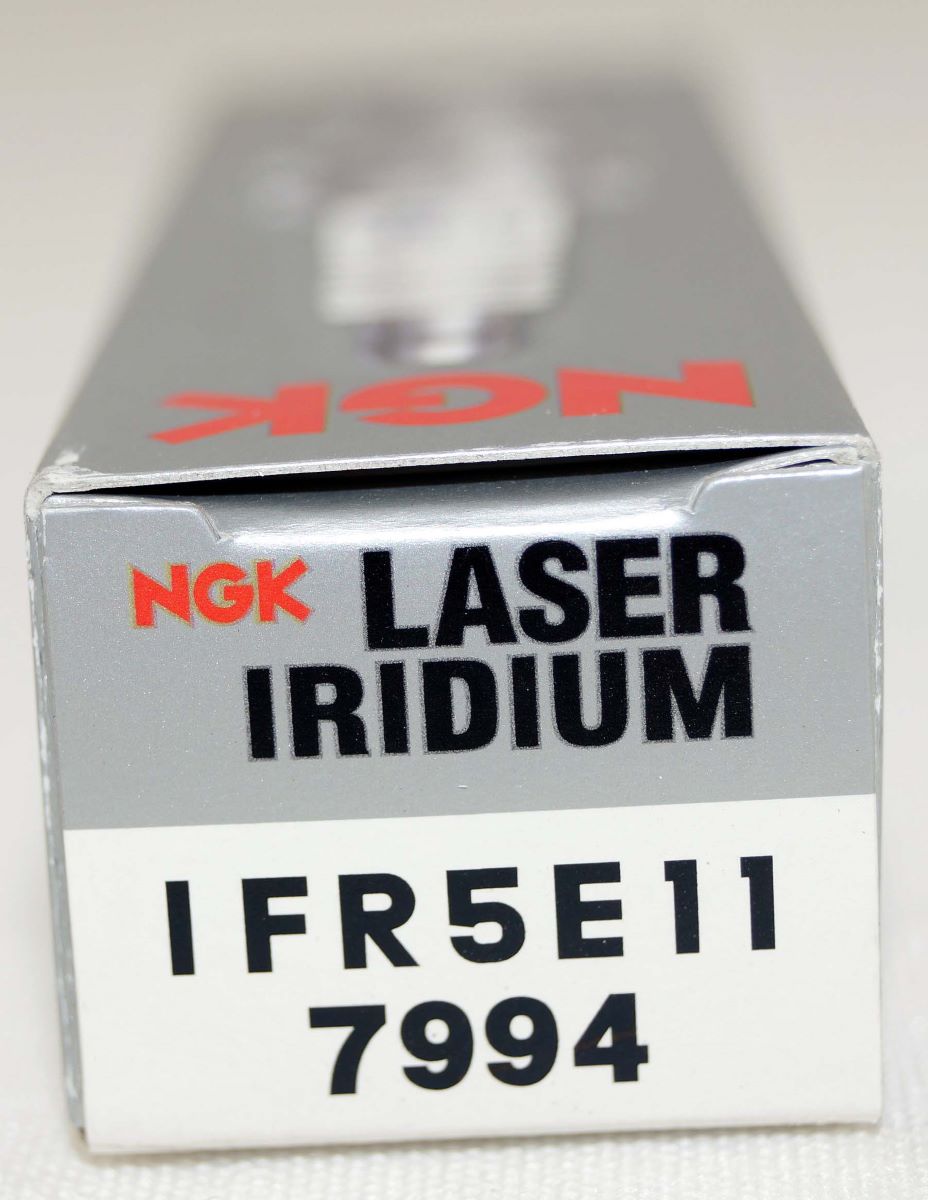 NGK
NGK LASER
IRIDIUM
IFR5E11
7994